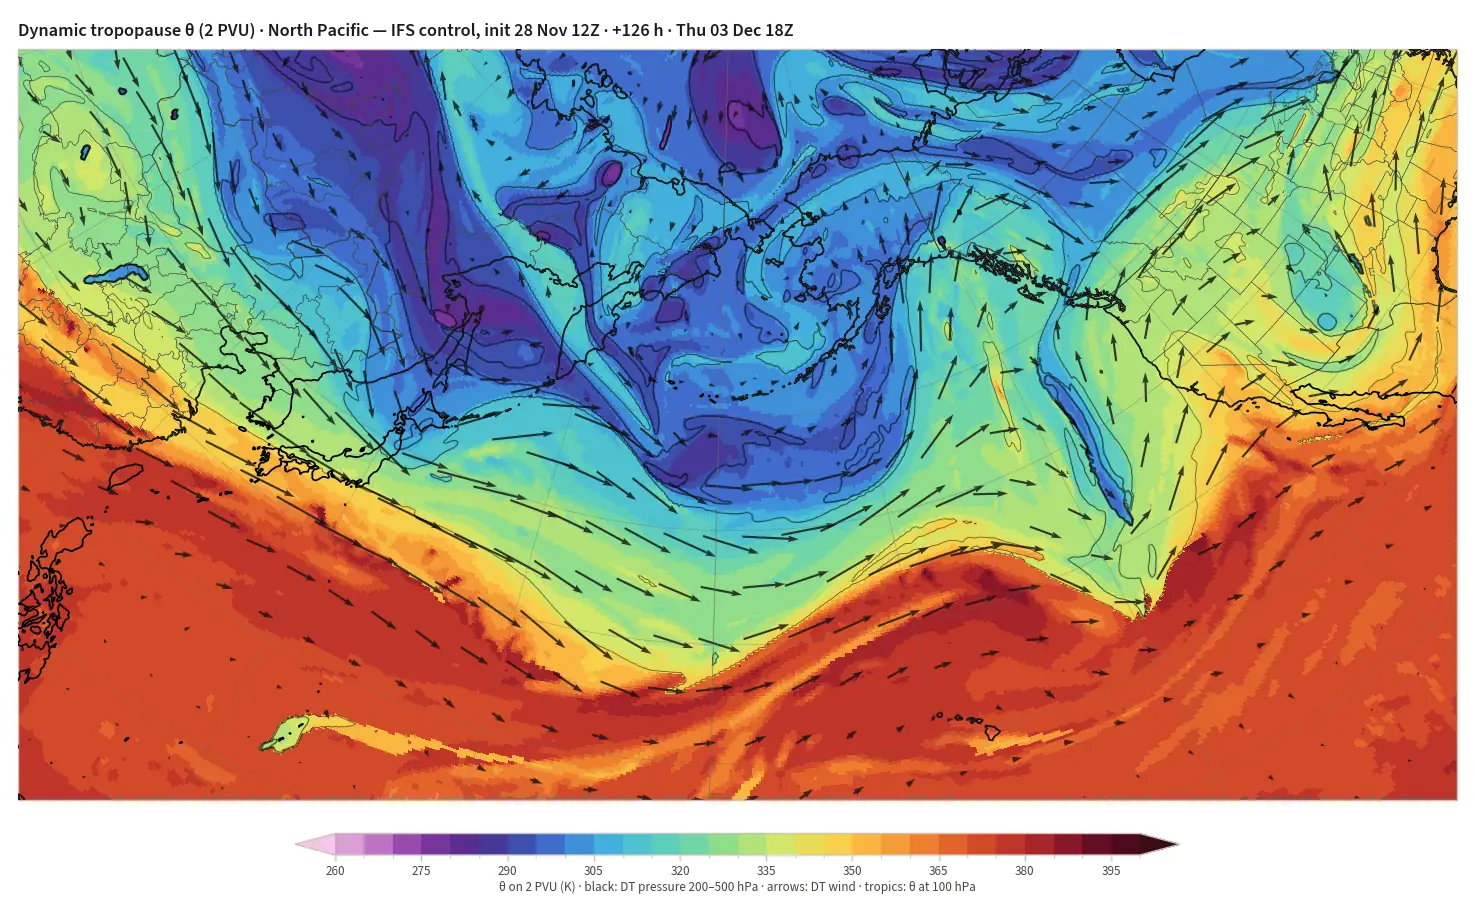 Dynamic tropopause θ (2 PVU) · North Pacific — IFS control, init 28 Nov 12Z · +126 h · Thu 03 Dec 18Z
260 275 290 305 320 335 350 365 380 395
θ on 2 PVU (K) · black: DT pressure 200–500 hPa · arrows: DT wind · tropics: θ at 100 hPa